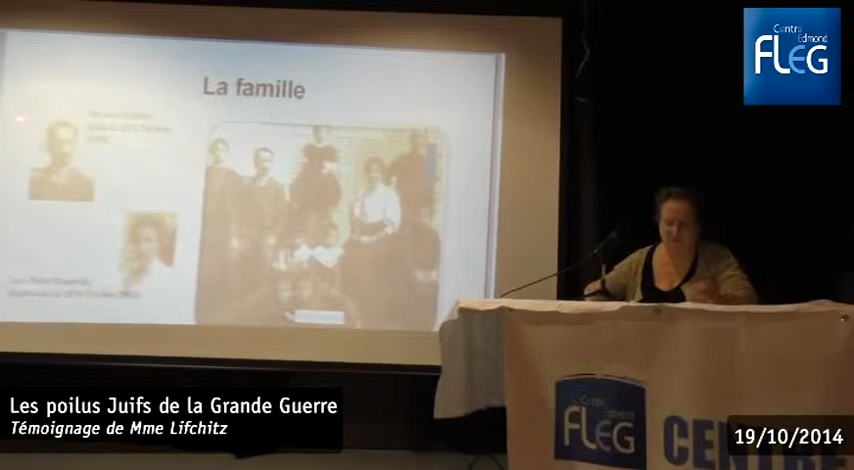 Centre
Edmond
FLEG
La famille
Les poilus Juifs de la Grande Guerre
Témoignage de Mme Lifchitz
Centre
Edmond
FLEG
CENTRE
19/10/2014